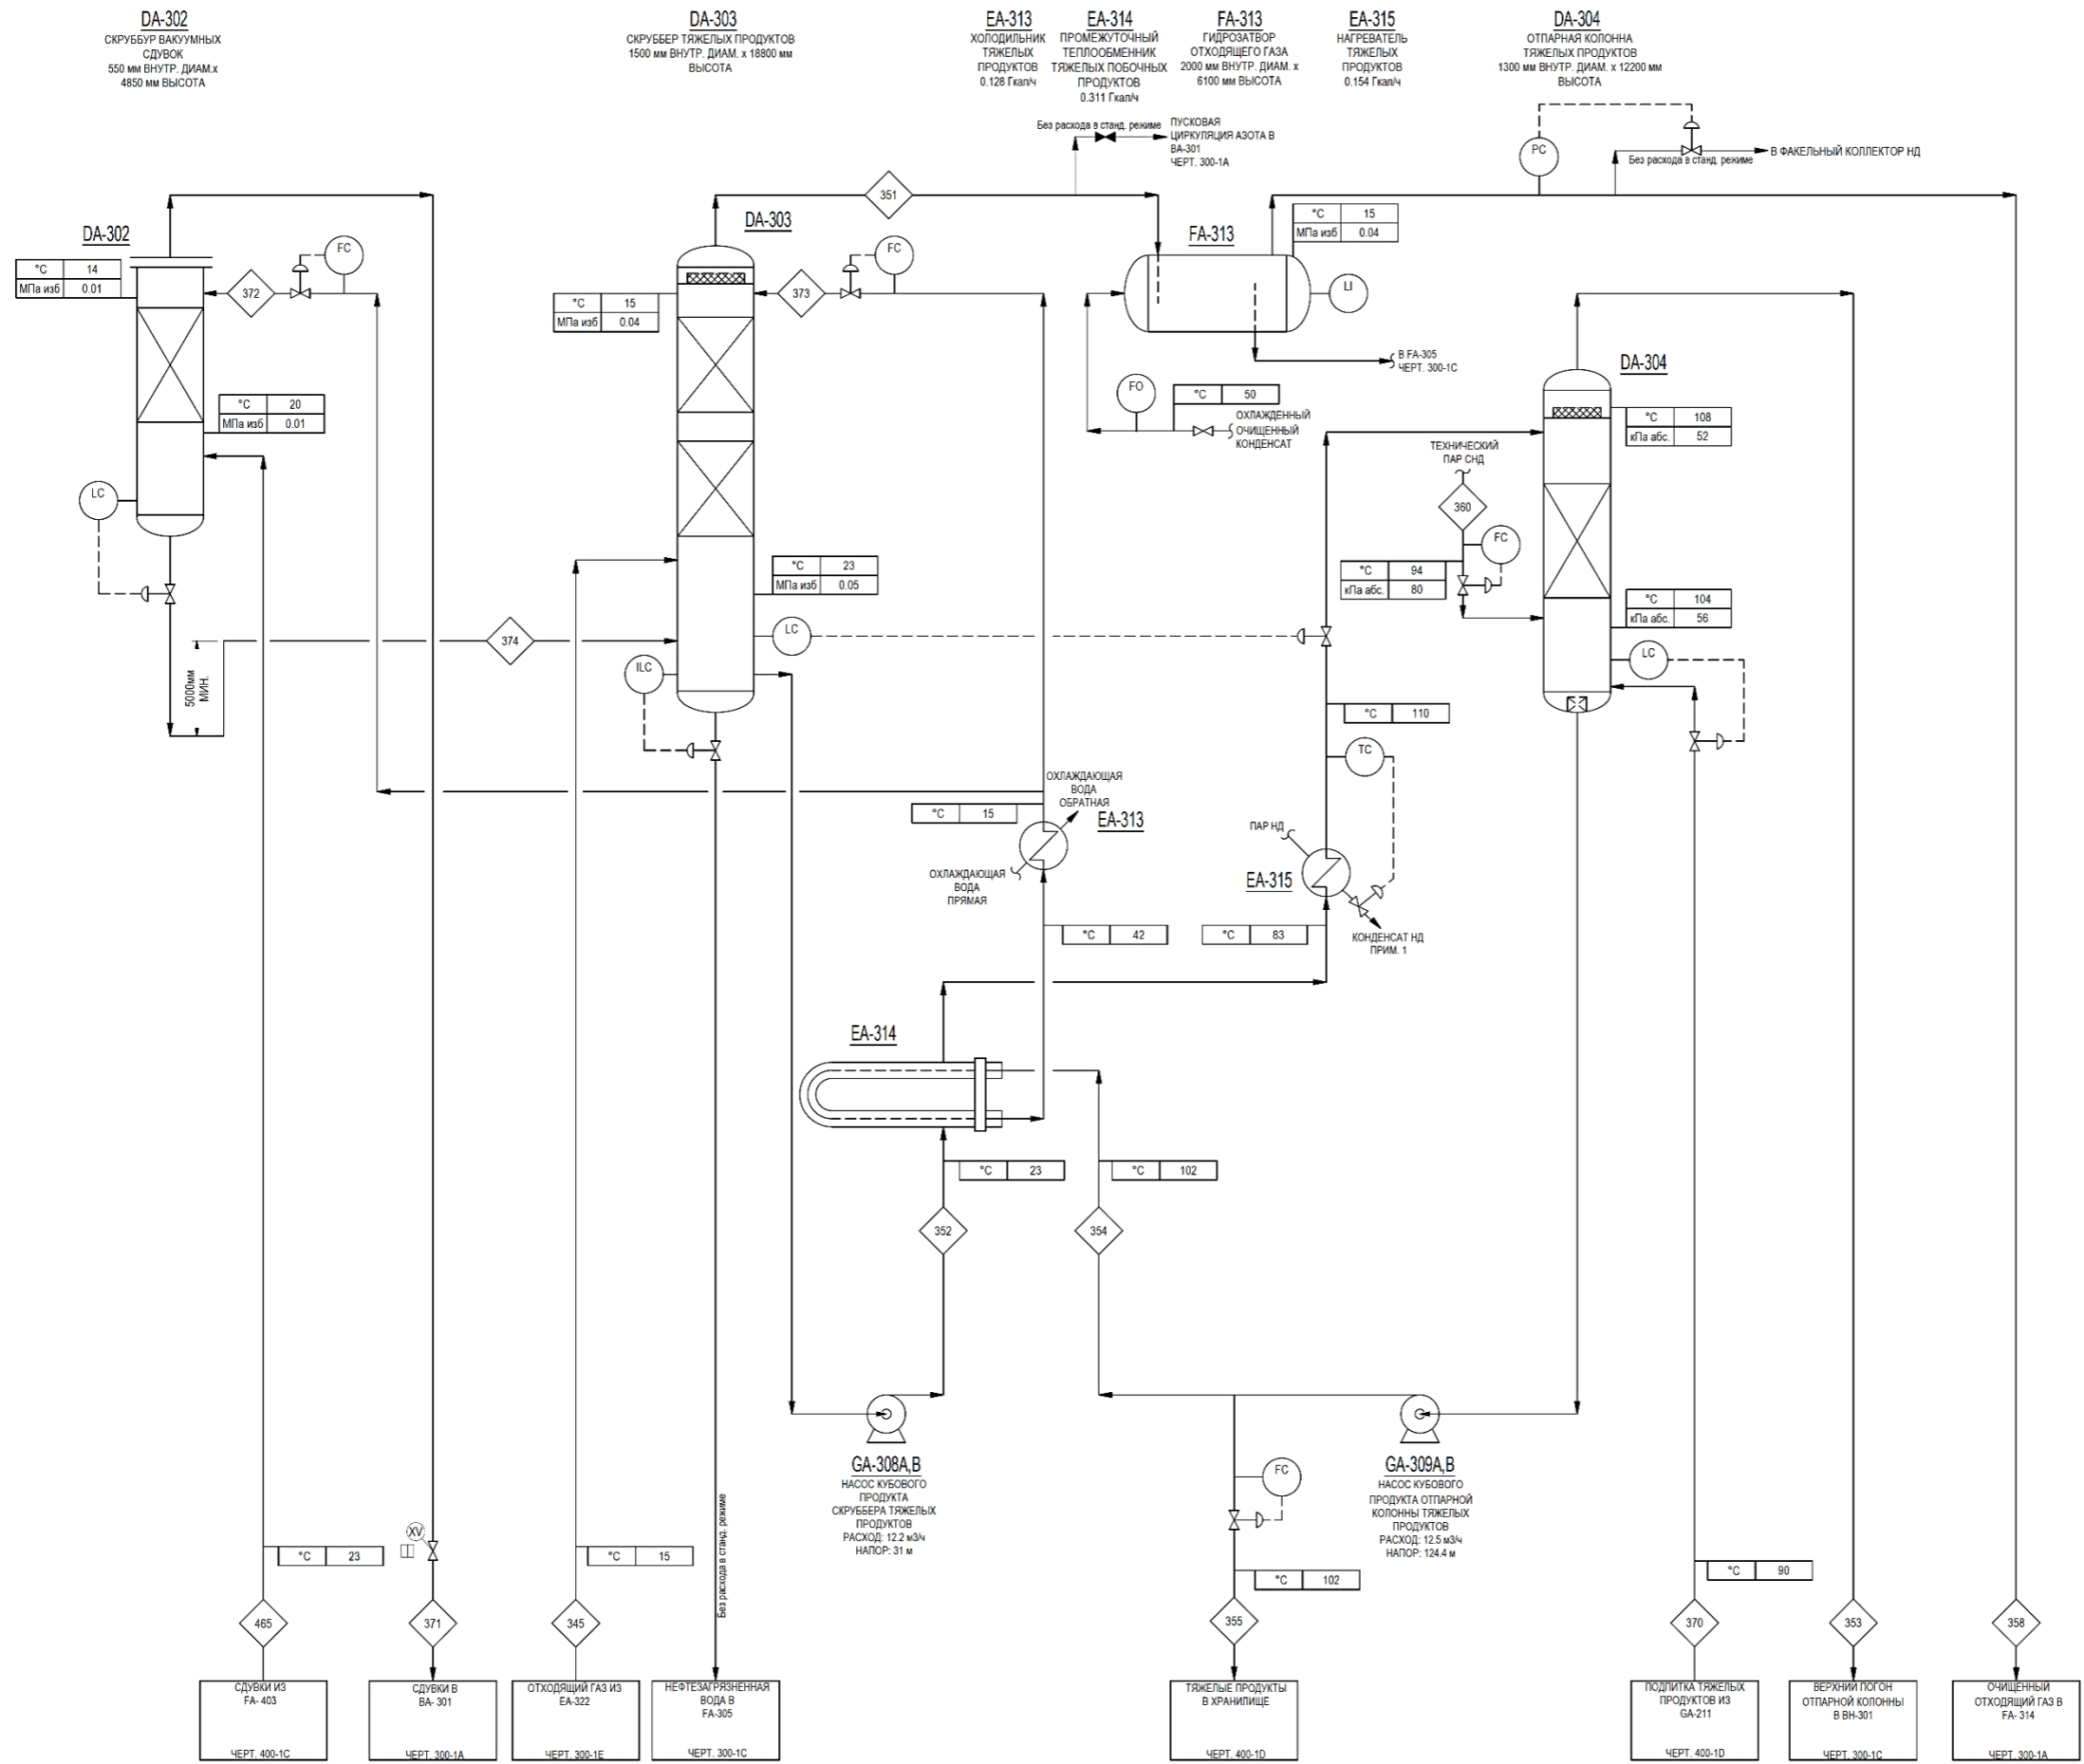 DA-302
СКРУББУР ВАКУУМНЫХ
СДУВОК
550 мм ВНУТР. ДИАМ.х
4850 мм ВЫСОТА
DA-303
СКРУББЕР ТЯЖЕЛЫХ ПРОДУКТОВ
1500 мм ВНУТР. ДИАМ. х 18800 мм
ВЫСОТА
EA-313
ХОЛОДИЛЬНИК
ТЯЖЕЛЫХ
ПРОДУКТОВ
0.128 Гкал/ч
EA-314
ПРОМЕЖУТОЧНЫЙ
ТЕПЛООБМЕННИК
ТЯЖЕЛЫХ ПОБОЧНЫХ
ПРОДУКТОВ
0.311 Гкал/ч
FA-313
ГИДРОЗАТВОР
ОТХОДЯЩЕГО ГАЗА
2000 мм ВНУТР. ДИАМ. х
6100 мм ВЫСОТА
EA-315
НАГРЕВАТЕЛЬ
ТЯЖЕЛЫХ
ПРОДУКТОВ
0.154 Гкал/ч
DA-304
ОТПАРНАЯ КОЛОННА
ТЯЖЕЛЫХ ПРОДУКТОВ
1300 мм ВНУТР. ДИАМ. х 12200 мм
ВЫСОТА
Без расхода в станд. режиме
ПУСКОВАЯ
ЦИРКУЛЯЦИЯ АЗОТА В
BA-301
ЧЕРТ. 300-1A
PC
Без расхода в станд. режиме
В ФАКЕЛЬНЫЙ КОЛЛЕКТОР НД
351
DA-302
DA-303
FA-313
°C 15
МПа изб 0.04
°C 14
МПа изб 0.01
372
FC
373
FC
°C 15
МПа изб 0.04
LI
В FA-305
ЧЕРТ. 300-1C
DA-304
FO
°C 50
ОХЛАЖДЕННЫЙ
ОЧИЩЕННЫЙ
КОНДЕНСАТ
°C 20
МПа изб 0.01
°C 108
кПа абс. 52
ТЕХНИЧЕСКИЙ
ПАР СНД
360
FC
LC
°C 23
МПа изб 0.05
°C 94
кПа абс. 80
°C 104
кПа абс. 56
374
LC
LC
5000мм
МИН.
ILC
°C 110
TC
ОХЛАЖДАЮЩАЯ
ВОДА
ОБРАТНАЯ
°C 15
EA-313
ОХЛАЖДАЮЩАЯ
ВОДА
ПРЯМАЯ
ПАР НД
EA-315
°C 42
°C 83
КОНДЕНСАТ НД
ПРИМ. 1
EA-314
°C 23
°C 102
352
354
GA-308A,B
НАСОС КУБОВОГО
ПРОДУКТА
СКРУББЕРА ТЯЖЕЛЫХ
ПРОДУКТОВ
РАСХОД: 12.2 м3/ч
НАПОР: 31 м
FC
GA-309A,B
НАСОС КУБОВОГО
ПРОДУКТА ОТПАРНОЙ
КОЛОННЫ ТЯЖЕЛЫХ
ПРОДУКТОВ
РАСХОД: 12.5 м3/ч
НАПОР: 124.4 м
Без расхода в станд. режиме
XV
°C 23
°C 15
°C 102
°C 90
465
371
345
355
370
353
358
СДУВКИ ИЗ
FA- 403
ЧЕРТ. 400-1C
СДУВКИ В
BA- 301
ЧЕРТ. 300-1A
ОТХОДЯЩИЙ ГАЗ ИЗ
EA-322
ЧЕРТ. 300-1E
НЕФТЕЗАГРЯЗНЕННАЯ
ВОДА В
FA-305
ЧЕРТ. 300-1C
ТЯЖЕЛЫЕ ПРОДУКТЫ
В ХРАНИЛИЩЕ
ЧЕРТ. 400-1D
ПОДПИТКА ТЯЖЕЛЫХ
ПРОДУКТОВ ИЗ
GA-211
ЧЕРТ. 400-1D
ВЕРХНИЙ ПОГОН
ОТПАРНОЙ КОЛОННЫ
В BH-301
ЧЕРТ. 300-1C
ОЧИЩЕННЫЙ
ОТХОДЯЩИЙ ГАЗ В
FA- 314
ЧЕРТ. 300-1A